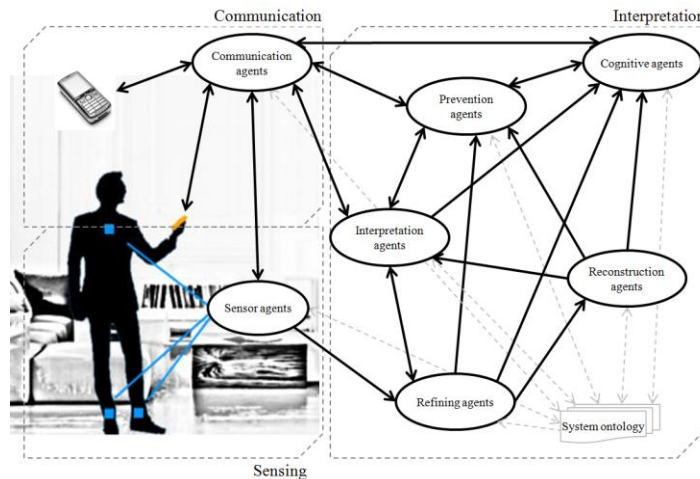 Communication
Interpretation
Communication
agents
Cognitive agents
Prevention
agents
Interpretation
agents
Reconstruction
agents
Sensor agents
Refining agents
System ontology
Sensing